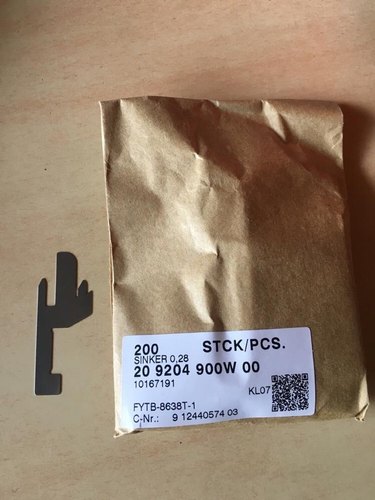 200 STCK/PCS.
SINKER 0,28
20 9204 900W 00
10167191
KL07
FYTB-8638T-1
C-Nr.: 9 12440574 03